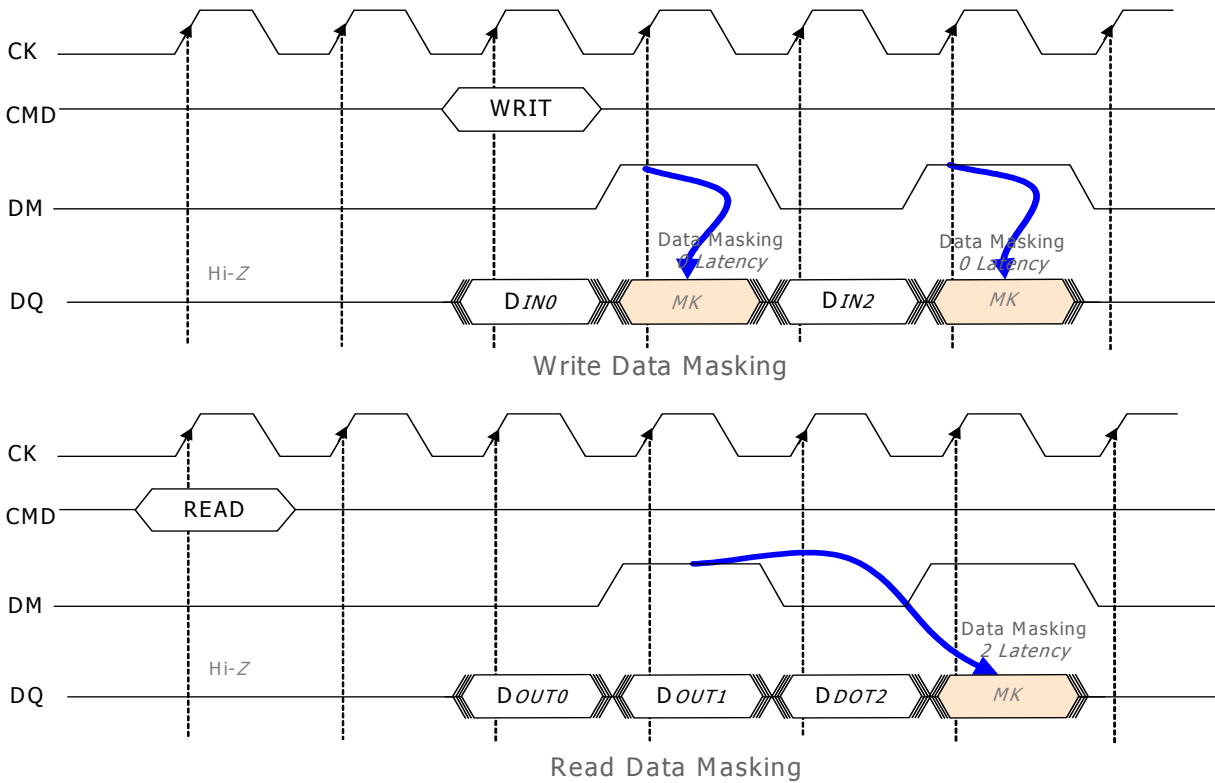 CK
CMD
WRIT
DM
Data Masking
0 Latency
Data Masking
0 Latency
Hi-Z
DQ
DIN0
MK
DIN2
MK
Write Data Masking
CK
CMD
READ
DM
Data Masking
2 Latency
Hi-Z
DQ
DOUT0
DOUT1
DDOT2
MK
Read Data Masking